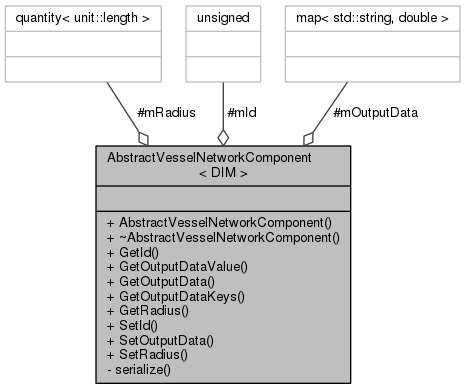 quantity< unit::length >
unsigned
map< std::string, double >
#mRadius
#mId
#mOutputData
AbstractVesselNetworkComponent
< DIM >
+ AbstractVesselNetworkComponent()
+ ~AbstractVesselNetworkComponent()
+ GetId()
+ GetOutputDataValue()
+ GetOutputData()
+ GetOutputDataKeys()
+ GetRadius()
+ SetId()
+ SetOutputData()
+ SetRadius()
- serialize()